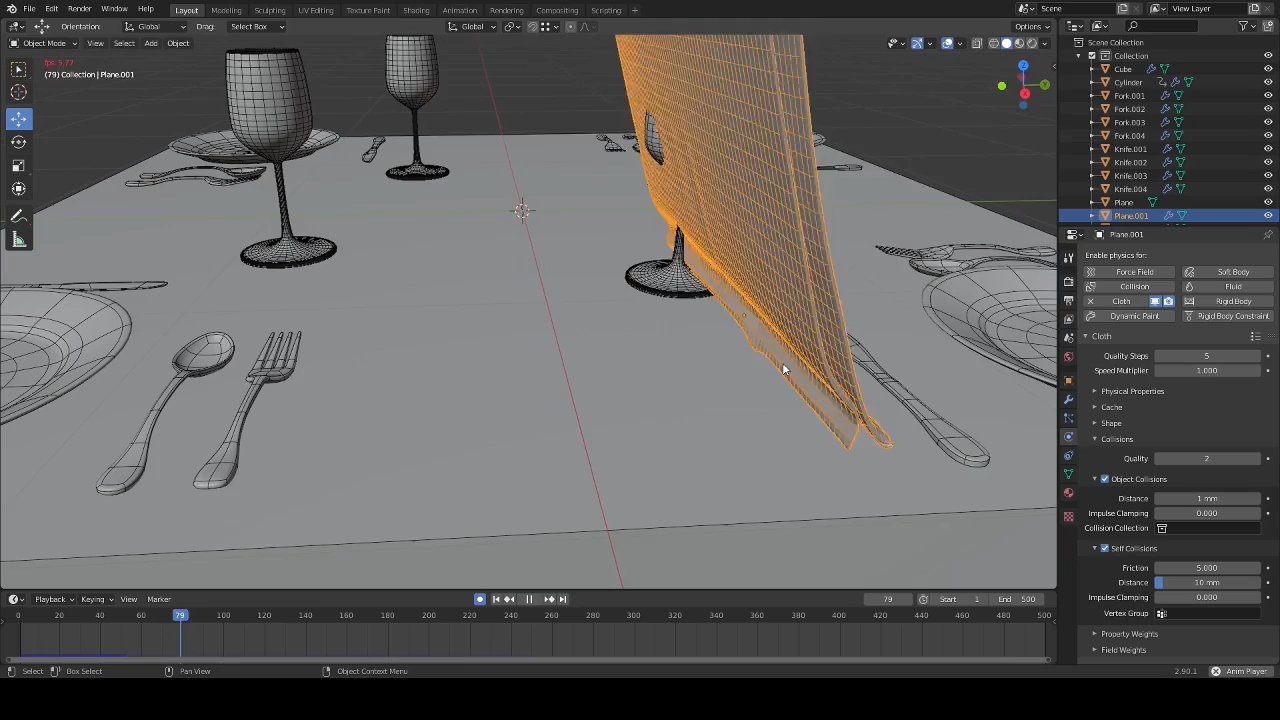 File Edit Render Window Help Layout Modeling Sculpting UV Editing Texture Paint Shading Animation Rendering Compositing Scripting + Scene View Layer
Orientation: Global Drag: Select Box Global Options
Object Mode View Select Add Object
fps: 5.77
(79) Collection | Plane.001
Scene Collection
Collection
Cube
Cylinder
Fork.001
Fork.002
Fork.003
Fork.004
Knife.001
Knife.002
Knife.003
Knife.004
Plane
Plane.001
Plane.001
Enable physics for:
Force Field Soft Body
Collision Fluid
Cloth Rigid Body
Dynamic Paint Rigid Body Constraint
Cloth
Quality Steps 5
Speed Multiplier 1.000
Physical Properties
Cache
Shape
Collisions
Quality 2
Object Collisions
Distance 1 mm
Impulse Clamping 0.000
Collision Collection
Self Collisions
Friction 5.000
Distance 10 mm
Impulse Clamping 0.000
Vertex Group
Property Weights
Field Weights
Playback Keying View Marker 79 Start 1 End 500
0 20 40 60 79 100 120 140 160 180 200 220 240 260 280 300 320 340 360 380 400 420 440 460 480 500
Select Box Select Pan View Object Context Menu 2.90.1 Anim Player